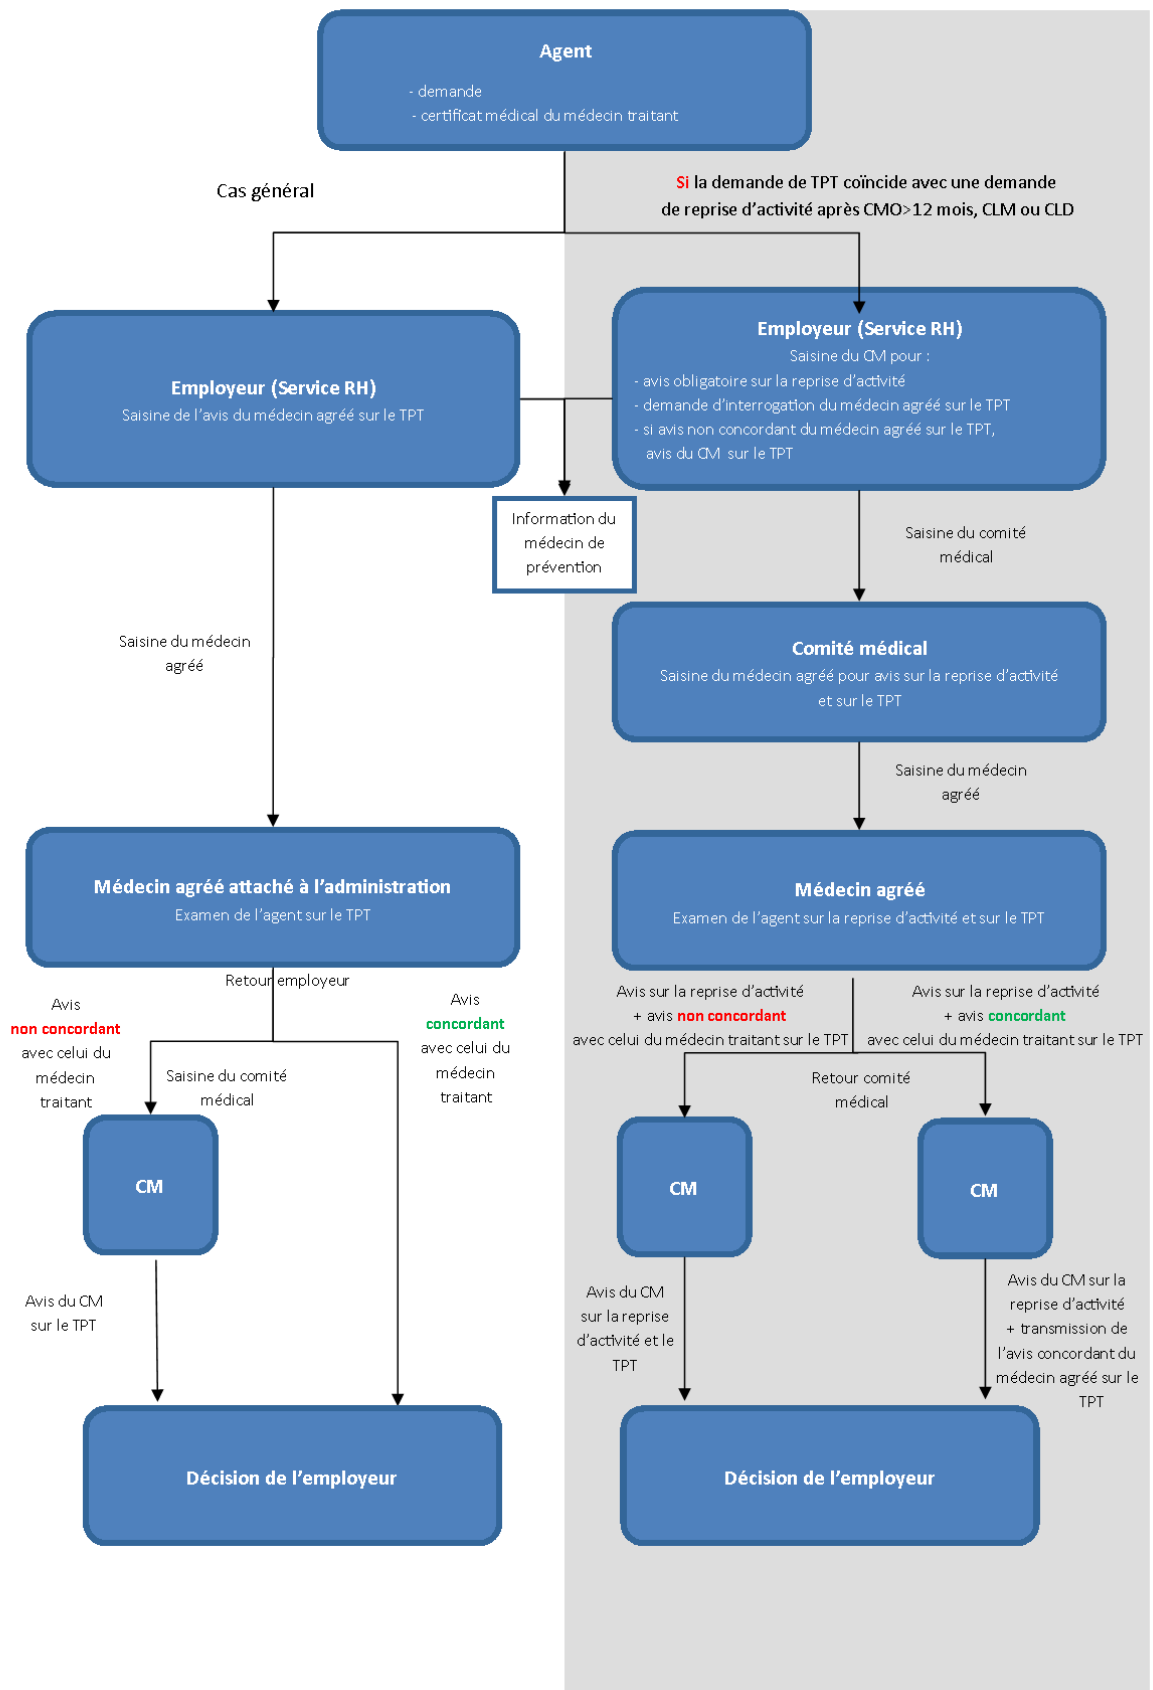 Agent
- demande
- certificat médical du médecin traitant
Cas général
Si la demande de TPT coïncide avec une demande
de reprise d'activité après CMO>12 mois, CLM ou CLD
Employeur (Service RH)
Saisine de l'avis du médecin agréé sur le TPT
Employeur (Service RH)
Saisine du CM pour :
- avis obligatoire sur la reprise d'activité
- demande d'interrogation du médecin agréé sur le TPT
- si avis non concordant du médecin agréé sur le TPT,
avis du CM sur le TPT
Information du
médecin de
prévention
Saisine du comité
médical
Saisine du médecin
agréé
Comité médical
Saisine du médecin agréé pour avis sur la reprise d'activité
et sur le TPT
Saisine du médecin
agréé
Médecin agréé attaché à l'administration
Examen de l'agent sur le TPT
Médecin agréé
Examen de l'agent sur la reprise d'activité et sur le TPT
Retour employeur
Avis
non concordant
avec celui du
médecin
traitant
Saisine du comité
médical
Avis
concordant
avec celui du
médecin
traitant
Avis sur la reprise d'activité
+ avis non concordant
avec celui du médecin traitant sur le TPT
Avis sur la reprise d'activité
+ avis concordant
avec celui du médecin traitant sur le TPT
Retour comité
médical
CM
CM
CM
Avis du CM
sur le TPT
Avis du CM
sur la reprise
d'activité et le
TPT
Avis du CM sur la
reprise d'activité
+ transmission de
l'avis concordant du
médecin agréé sur le
TPT
Décision de l'employeur
Décision de l'employeur